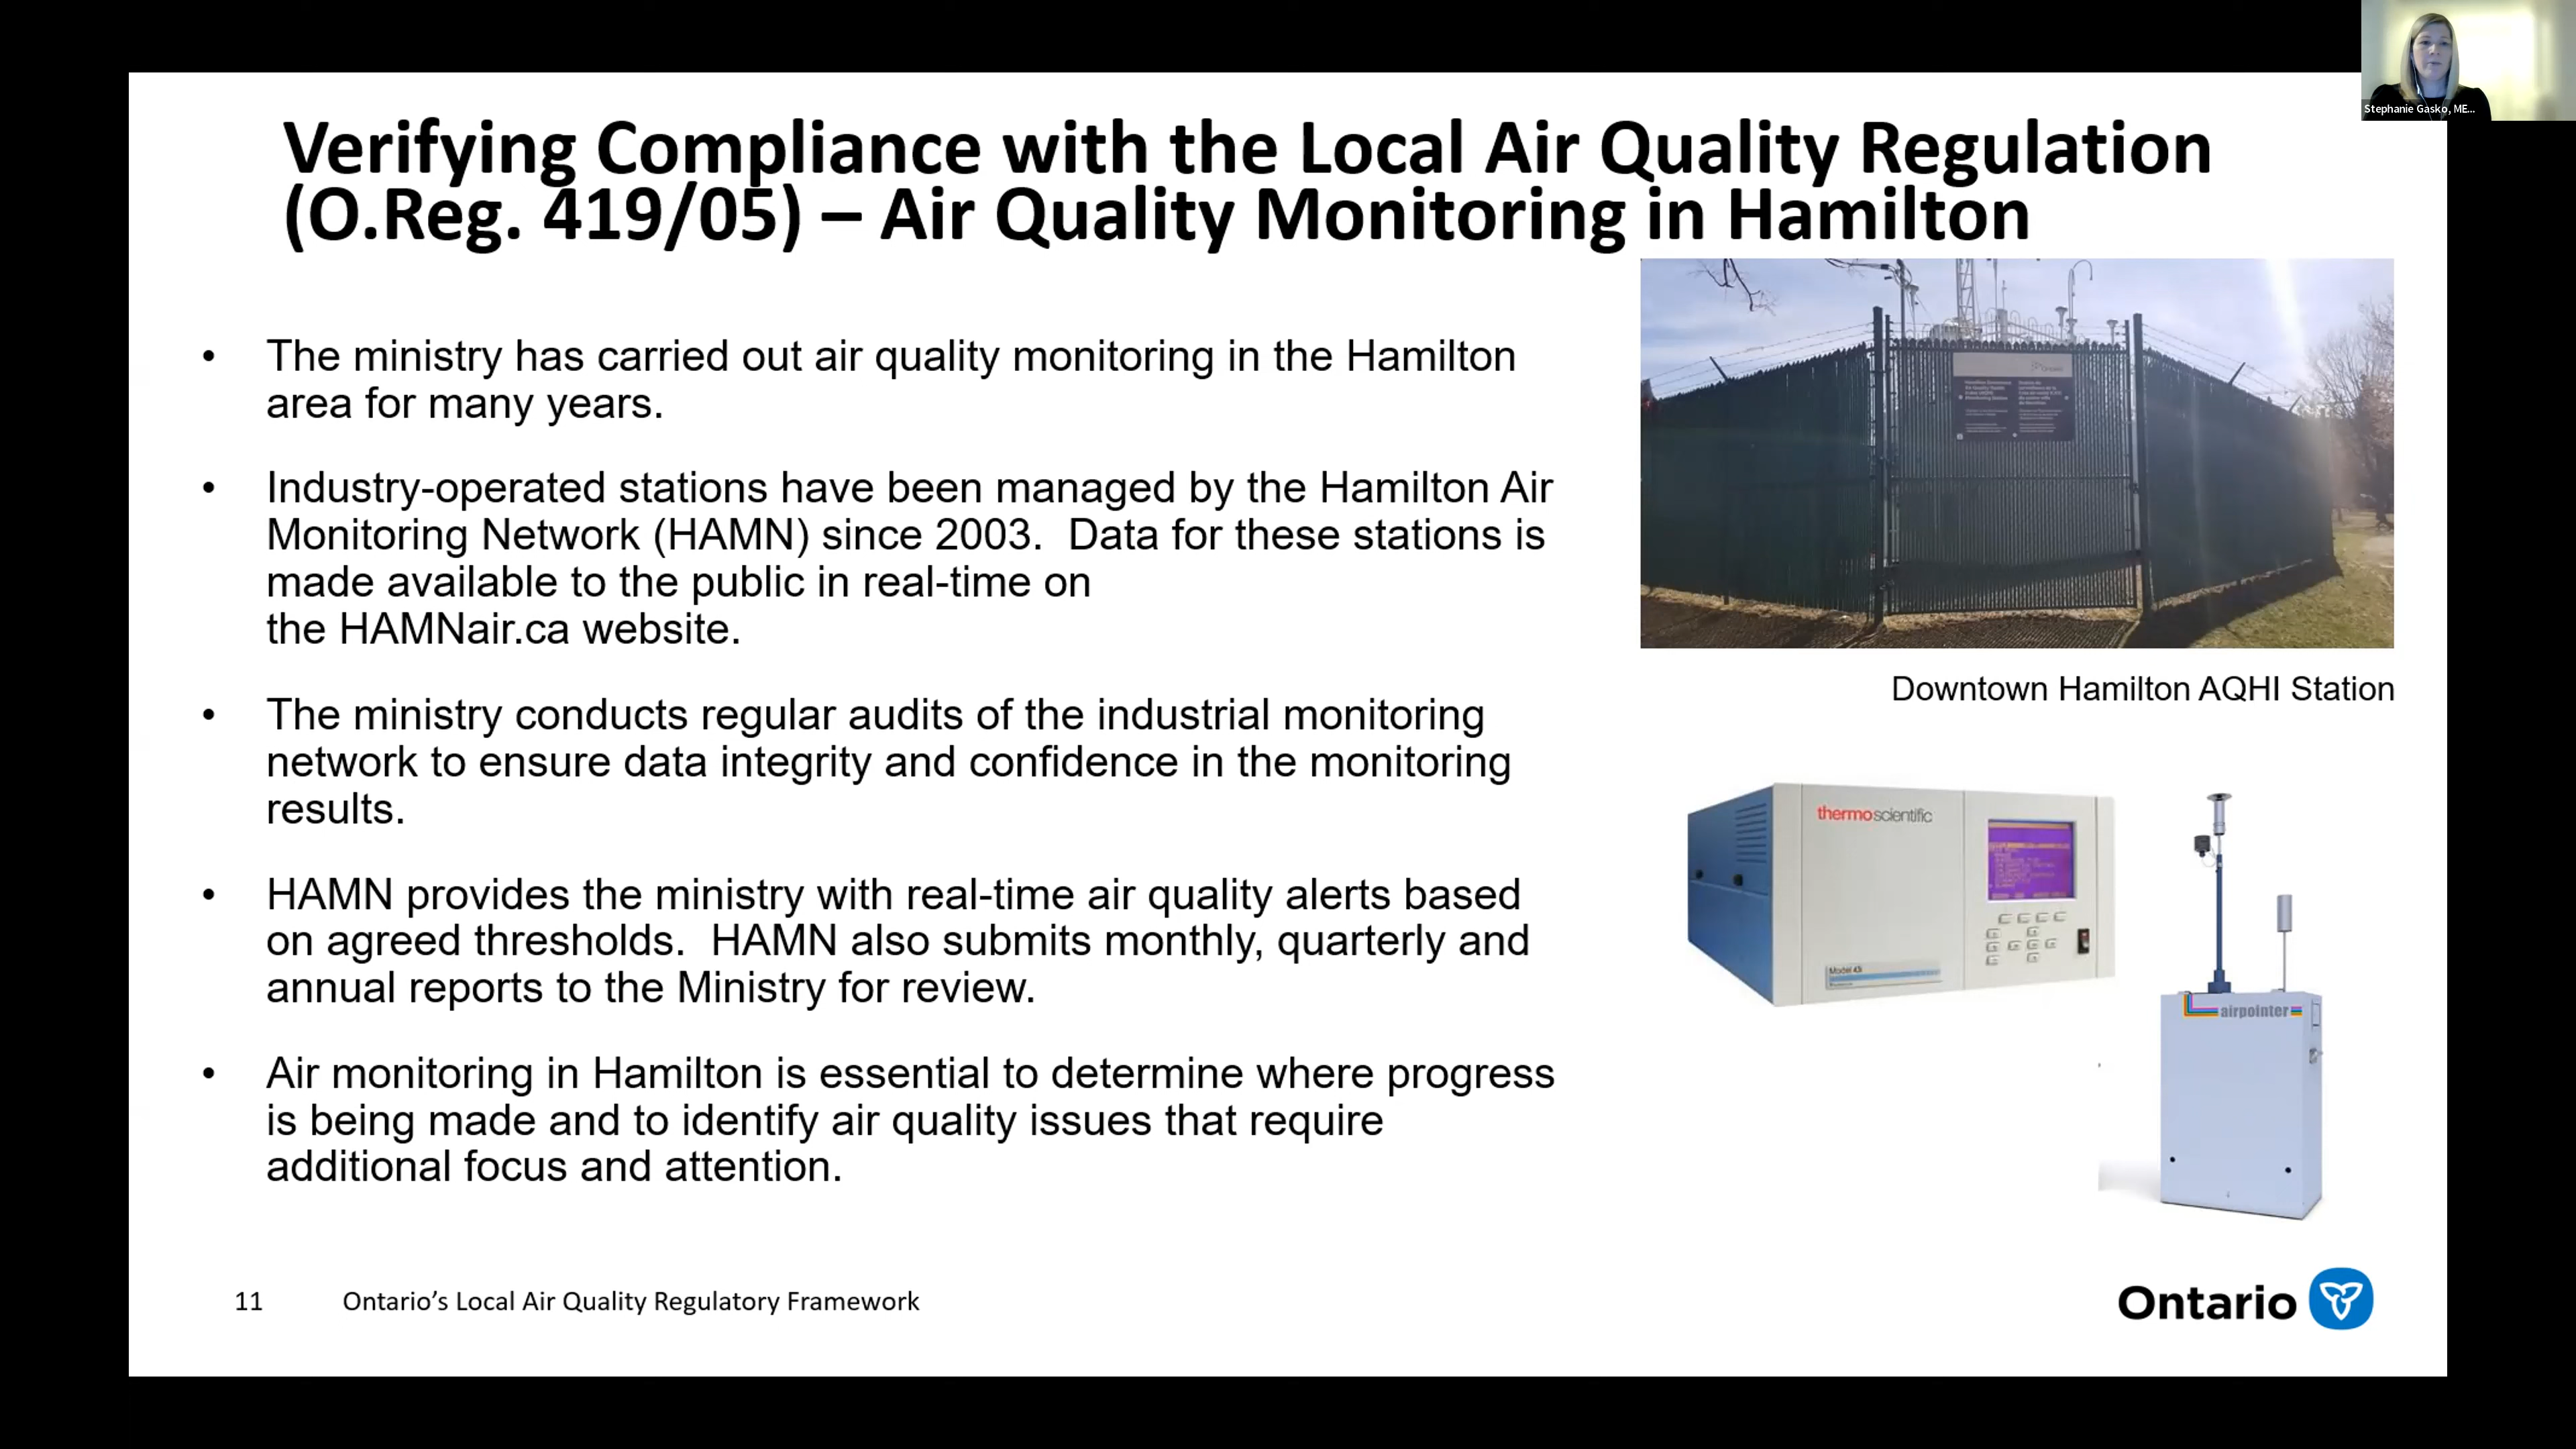 Stephanie Gasko, ME...
Verifying Compliance with the Local Air Quality Regulation
(O.Reg. 419/05) – Air Quality Monitoring in Hamilton
• The ministry has carried out air quality monitoring in the Hamilton
area for many years.
• Industry-operated stations have been managed by the Hamilton Air
Monitoring Network (HAMN) since 2003.  Data for these stations is
made available to the public in real-time on
the HAMNair.ca website.
• The ministry conducts regular audits of the industrial monitoring
network to ensure data integrity and confidence in the monitoring
results.
• HAMN provides the ministry with real-time air quality alerts based
on agreed thresholds.  HAMN also submits monthly, quarterly and
annual reports to the Ministry for review.
• Air monitoring in Hamilton is essential to determine where progress
is being made and to identify air quality issues that require
additional focus and attention.
Downtown Hamilton AQHI Station
thermoscientific
Model 43i
airpointer
11
Ontario's Local Air Quality Regulatory Framework
Ontario